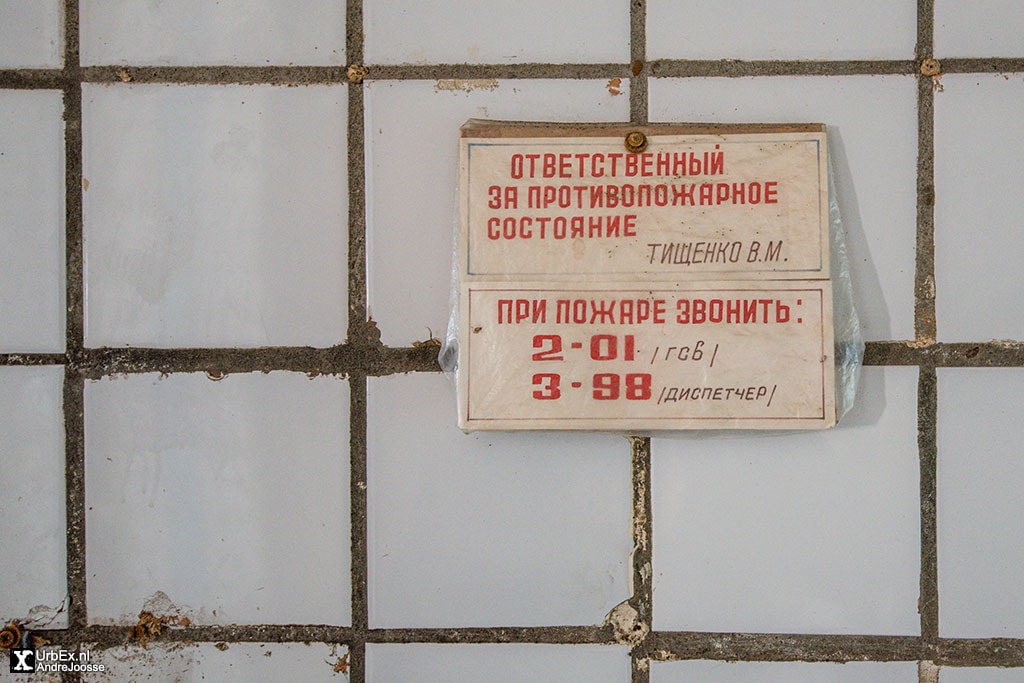 ОТВЕТСТВЕННЫЙ
ЗА ПРОТИВОПОЖАРНОЕ
СОСТОЯНИЕ
ТИЩЕНКО В.М.
ПРИ ПОЖАРЕ ЗВОНИТЬ:
2-01 /ГСВ/
3-98 /ДИСПЕТЧЕР/
X UrbEx.nl
AndreJoosse